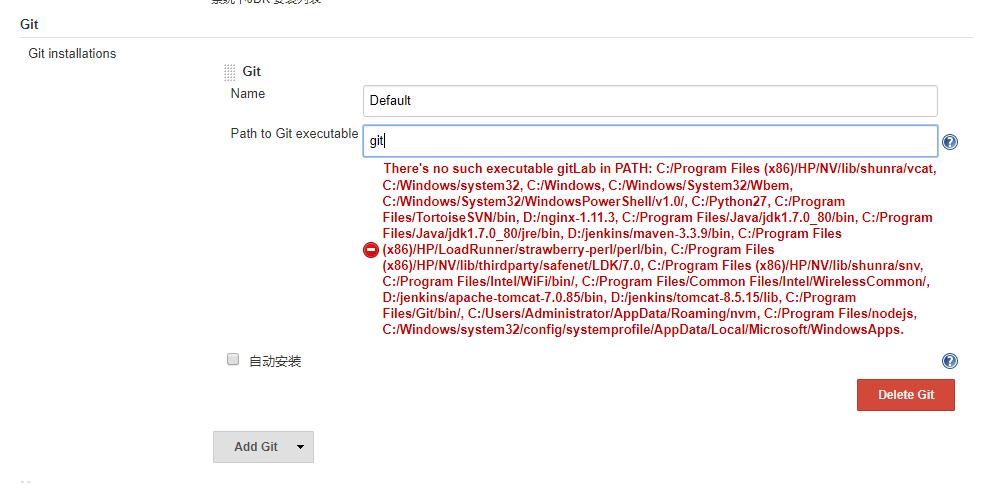 Git
Git installations
Git
Name
Default
Path to Git executable
git
There's no such executable gitLab in PATH: C:/Program Files (x86)/HP/NV/lib/shunra/vcat,
C:/Windows/system32, C:/Windows, C:/Windows/System32/Wbem,
C:/Windows/System32/WindowsPowerShell/v1.0/, C:/Python27, C:/Program
Files/TortoiseSVN/bin, D:/nginx-1.11.3, C:/Program Files/Java/jdk1.7.0_80/bin, C:/Program
Files/Java/jdk1.7.0_80/jre/bin, D:/jenkins/maven-3.3.9/bin, C:/Program Files
(x86)/HP/LoadRunner/strawberry-perl/perl/bin, C:/Program Files
(x86)/HP/NV/lib/thirdparty/safenet/LDK/7.0, C:/Program Files (x86)/HP/NV/lib/shunra/snv,
C:/Program Files/Intel/WiFi/bin/, C:/Program Files/Common Files/Intel/WirelessCommon/,
D:/jenkins/apache-tomcat-7.0.85/bin, D:/jenkins/tomcat-8.5.15/lib, C:/Program
Files/Git/bin/, C:/Users/Administrator/AppData/Roaming/nvm, C:/Program Files/nodejs,
C:/Windows/system32/config/systemprofile/AppData/Local/Microsoft/WindowsApps.
自动安装
Delete Git
Add Git